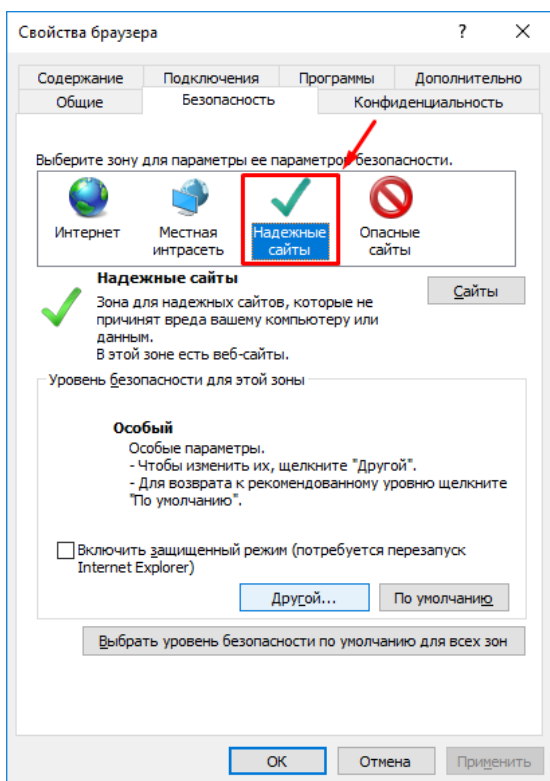 Свойства браузера
?
Содержание Подключения Программы Дополнительно
Общие Безопасность Конфиденциальность
Выберите зону для параметры ее параметров безопасности.
Интернет Местная интрасеть Надежные сайты Опасные сайты
Надежные сайты
Сайты
Зона для надежных сайтов, которые не
причинят вреда вашему компьютеру или
данным.
В этой зоне есть веб-сайты.
Уровень безопасности для этой зоны
Особый
Особые параметры.
- Чтобы изменить их, щелкните "Другой".
- Для возврата к рекомендованному уровню щелкните
"По умолчанию".
Включить защищенный режим (потребуется перезапуск
Internet Explorer)
Другой... По умолчанию
Выбрать уровень безопасности по умолчанию для всех зон
ОК Отмена Применить